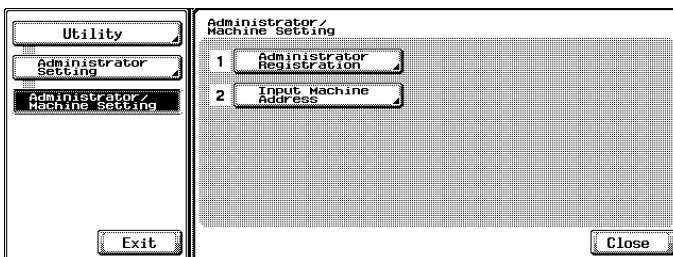 Utility
Administrator
Setting
Administrator/
Machine Setting
Exit
Administrator/
Machine Setting
1 Administrator
Registration
2 Input Machine
Address
Close